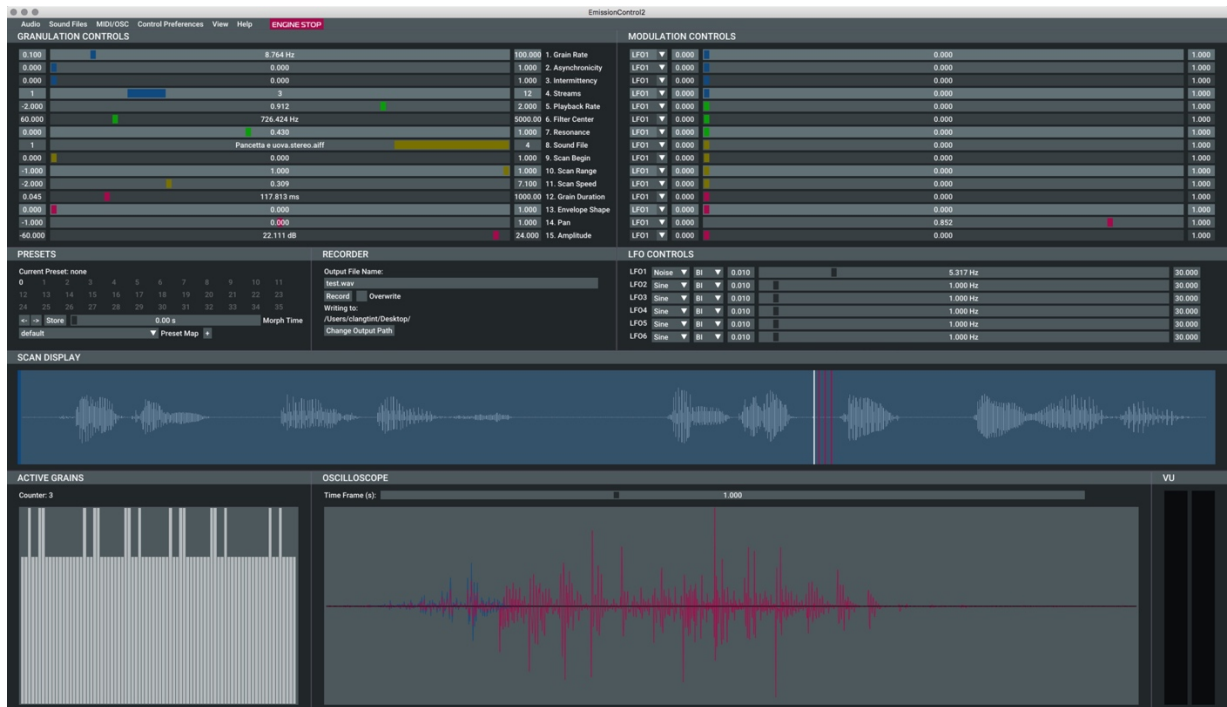 EmissionControl2
Audio Sound Files MIDI/OSC Control Preferences View Help ENGINE STOP
GRANULATION CONTROLS
0.100 8.764 Hz 100.000 1. Grain Rate
0.000 0.000 1.000 2. Asynchronicity
0.000 0.000 1.000 3. Intermittency
1 3 12 4. Streams
-2.000 0.912 2.000 5. Playback Rate
60.000 726.424 Hz 5000.00 6. Filter Center
0.000 0.430 1.000 7. Resonance
1 Pancetta e uova.stereo.aiff 4 8. Sound File
0.000 0.000 1.000 9. Scan Begin
-1.000 1.000 1.000 10. Scan Range
-2.000 0.309 7.100 11. Scan Speed
0.045 117.813 ms 1000.00 12. Grain Duration
0.000 0.000 1.000 13. Envelope Shape
-1.000 0.000 1.000 14. Pan
-60.000 22.111 dB 24.000 15. Amplitude
MODULATION CONTROLS
LFO1 0.000 0.000 1.000
LFO1 0.000 0.000 1.000
LFO1 0.000 0.000 1.000
LFO1 0.000 0.000 1.000
LFO1 0.000 0.000 1.000
LFO1 0.000 0.000 1.000
LFO1 0.000 0.000 1.000
LFO1 0.000 0.000 1.000
LFO1 0.000 0.000 1.000
LFO1 0.000 0.000 1.000
LFO1 0.000 0.000 1.000
LFO1 0.000 0.000 1.000
LFO1 0.000 0.000 1.000
LFO1 0.000 0.852 1.000
LFO1 0.000 0.000 1.000
PRESETS
Current Preset: none
0 1 2 3 4 5 6 7 8 9 10 11
12 13 14 15 16 17 18 19 20 21 22 23
24 25 26 27 28 29 30 31 32 33 34 35
<- -> Store 0.00 s Morph Time
default Preset Map +
RECORDER
Output File Name:
test.wav
Record Overwrite
Writing to:
/Users/clangtint/Desktop/
Change Output Path
LFO CONTROLS
LFO1 Noise BI 0.010 5.317 Hz 30.000
LFO2 Sine BI 0.010 1.000 Hz 30.000
LFO3 Sine BI 0.010 1.000 Hz 30.000
LFO4 Sine BI 0.010 1.000 Hz 30.000
LFO5 Sine BI 0.010 1.000 Hz 30.000
LFO6 Sine BI 0.010 1.000 Hz 30.000
SCAN DISPLAY
ACTIVE GRAINS
Counter: 3
OSCILLOSCOPE
Time Frame (s): 1.000
VU